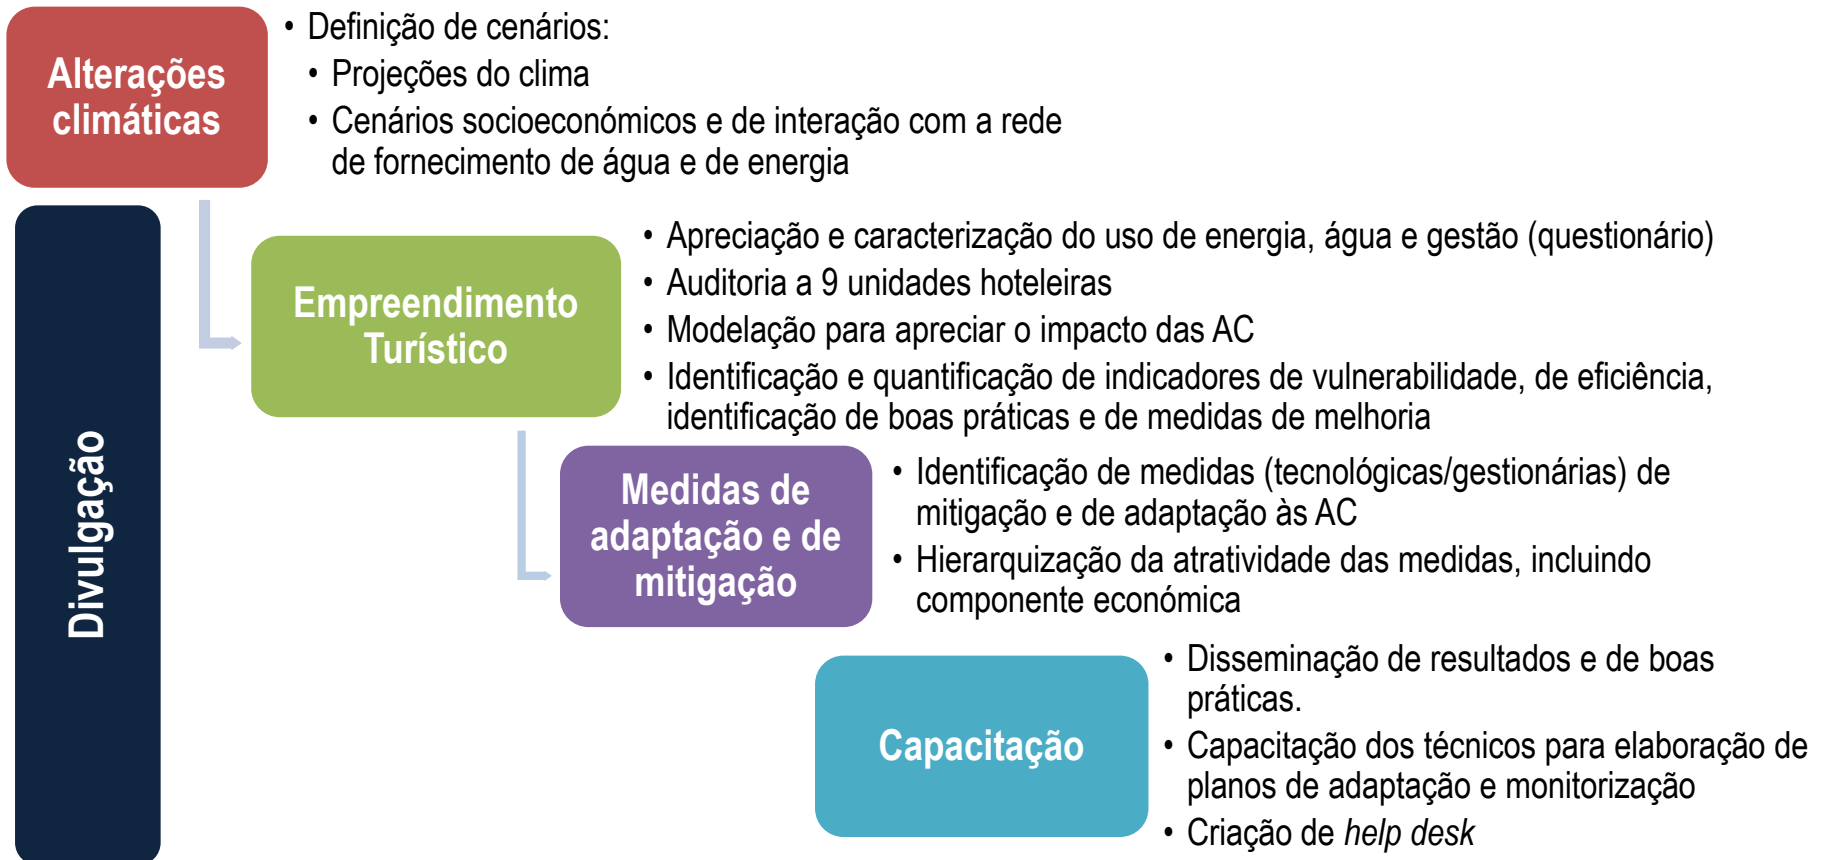 Alterações
climáticas
• Definição de cenários:
• Projeções do clima
• Cenários socioeconómicos e de interação com a rede
de fornecimento de água e de energia
Divulgação
Empreendimento
Turístico
• Apreciação e caracterização do uso de energia, água e gestão (questionário)
• Auditoria a 9 unidades hoteleiras
• Modelação para apreciar o impacto das AC
• Identificação e quantificação de indicadores de vulnerabilidade, de eficiência,
identificação de boas práticas e de medidas de melhoria
Medidas de
adaptação e de
mitigação
• Identificação de medidas (tecnológicas/gestionárias) de
mitigação e de adaptação às AC
• Hierarquização da atratividade das medidas, incluindo
componente económica
Capacitação
• Disseminação de resultados e de boas
práticas.
• Capacitação dos técnicos para elaboração de
planos de adaptação e monitorização
• Criação de help desk